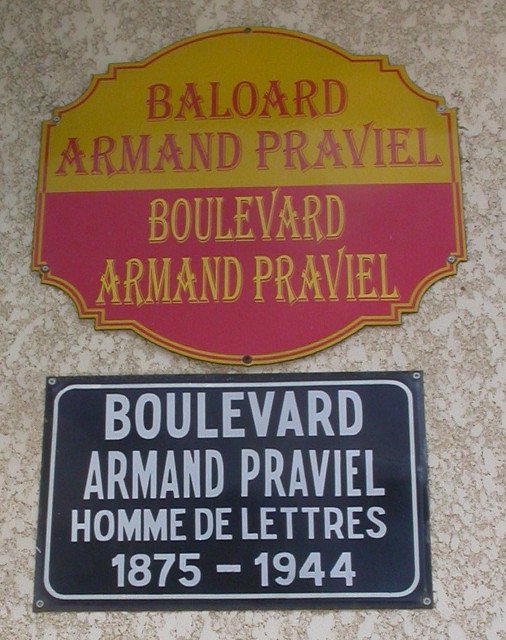 BALOARD
ARMAND PRAVIEL
BOULEVARD
ARMAND PRAVIEL
BOULEVARD
ARMAND PRAVIEL
HOMME DE LETTRES
1875 – 1944